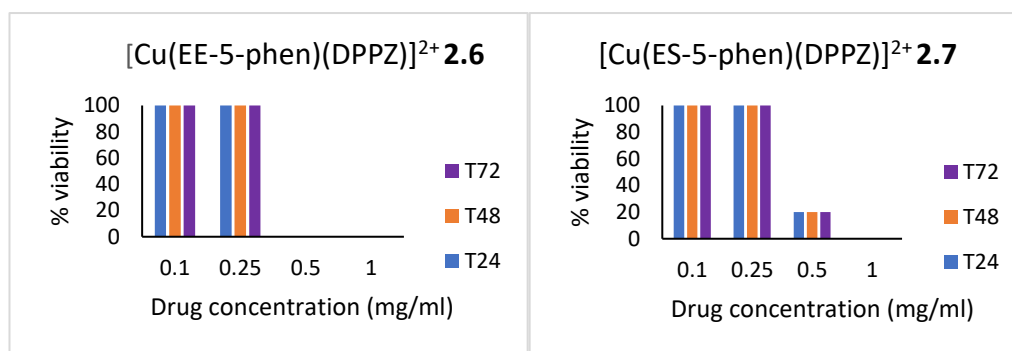 [Cu(EE-5-phen)(DPPZ)]²⁺ 2.6
% viability
100
80
60
40
20
0
0.1 0.25 0.5 1
Drug concentration (mg/ml)
T72
T48
T24
[Cu(ES-5-phen)(DPPZ)]²⁺ 2.7
% viability
100
80
60
40
20
0
0.1 0.25 0.5 1
Drug concentration (mg/ml)
T72
T48
T24